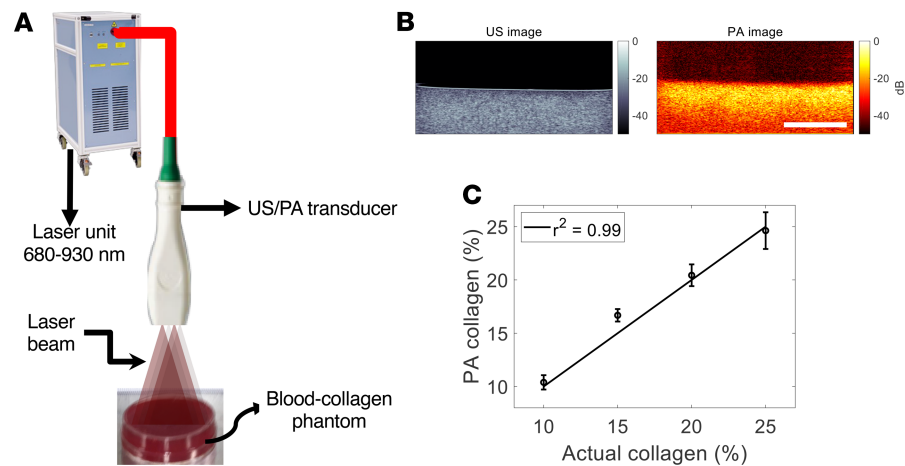 A
Laser unit
680-930 nm
US/PA transducer
Laser
beam
Blood-collagen
phantom
B
US image
0
-20
-40
PA image
0
-20
-40
dB
C
r² = 0.99
PA collagen (%)
25
20
15
10
10 15 20 25
Actual collagen (%)